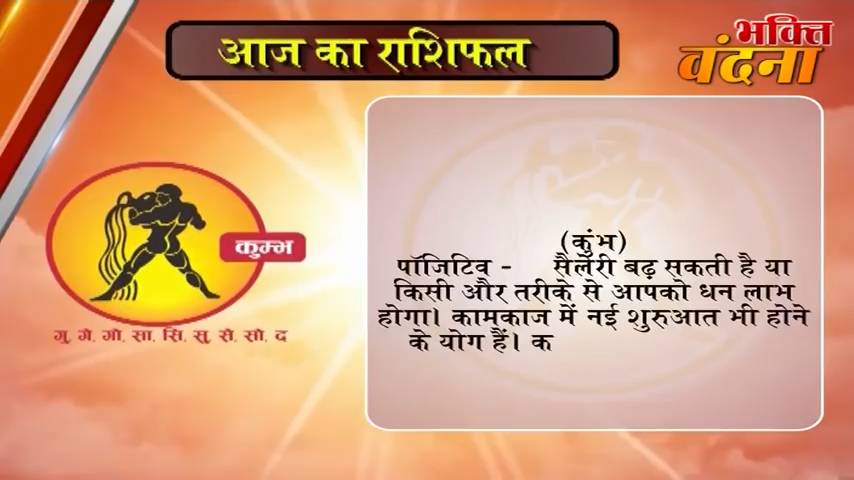 आज का राशिफल
भक्ति
वंदना
कुम्भ
गु, गे, गो, सा, सि, सु, सै, सौ, द
(कुंभ)
पॉजिटिव - सैलेरी बढ़ सकती है या
किसी और तरीके से आपको धन लाभ
होगा। कामकाज में नई शुरुआत भी होने
के योग हैं। क